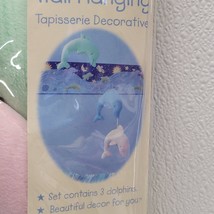 Wall Hanging
Tapisserie Decorative
★ Set contains 3 dolphins
★ Beautiful decor for your